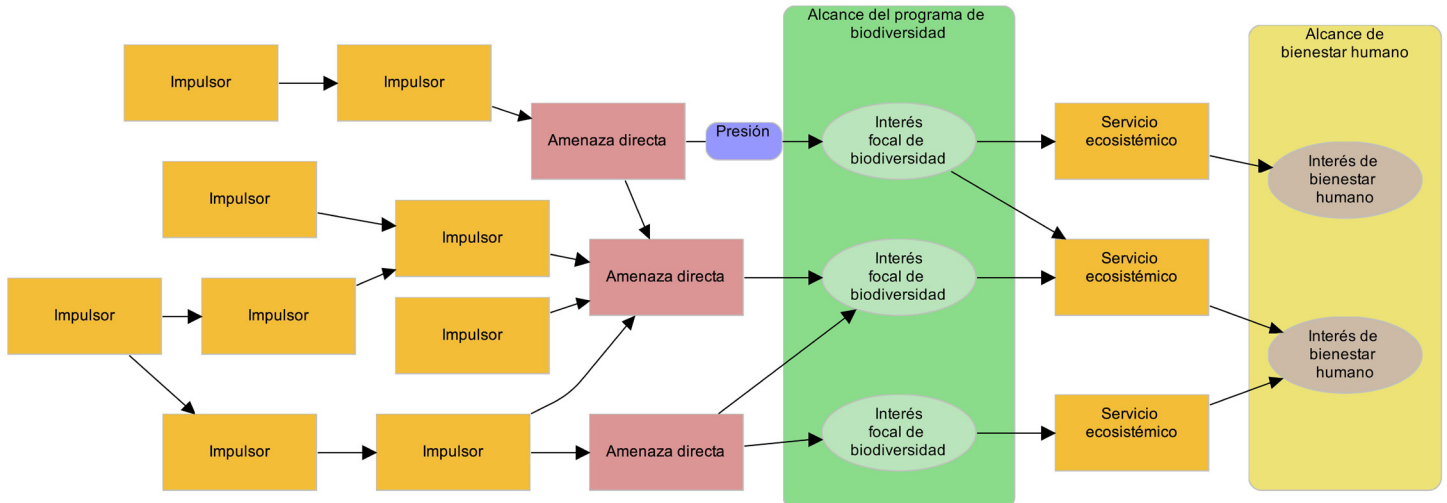 Alcance del programa de
biodiversidad
Alcance de
bienestar humano
Impulsor
Impulsor
Amenaza directa
Presión
Interés
focal de
biodiversidad
Servicio
ecosistémico
Interés de
bienestar
humano
Impulsor
Impulsor
Impulsor
Impulsor
Impulsor
Amenaza directa
Interés
focal de
biodiversidad
Servicio
ecosistémico
Interés de
bienestar
humano
Impulsor
Impulsor
Amenaza directa
Interés
focal de
biodiversidad
Servicio
ecosistémico